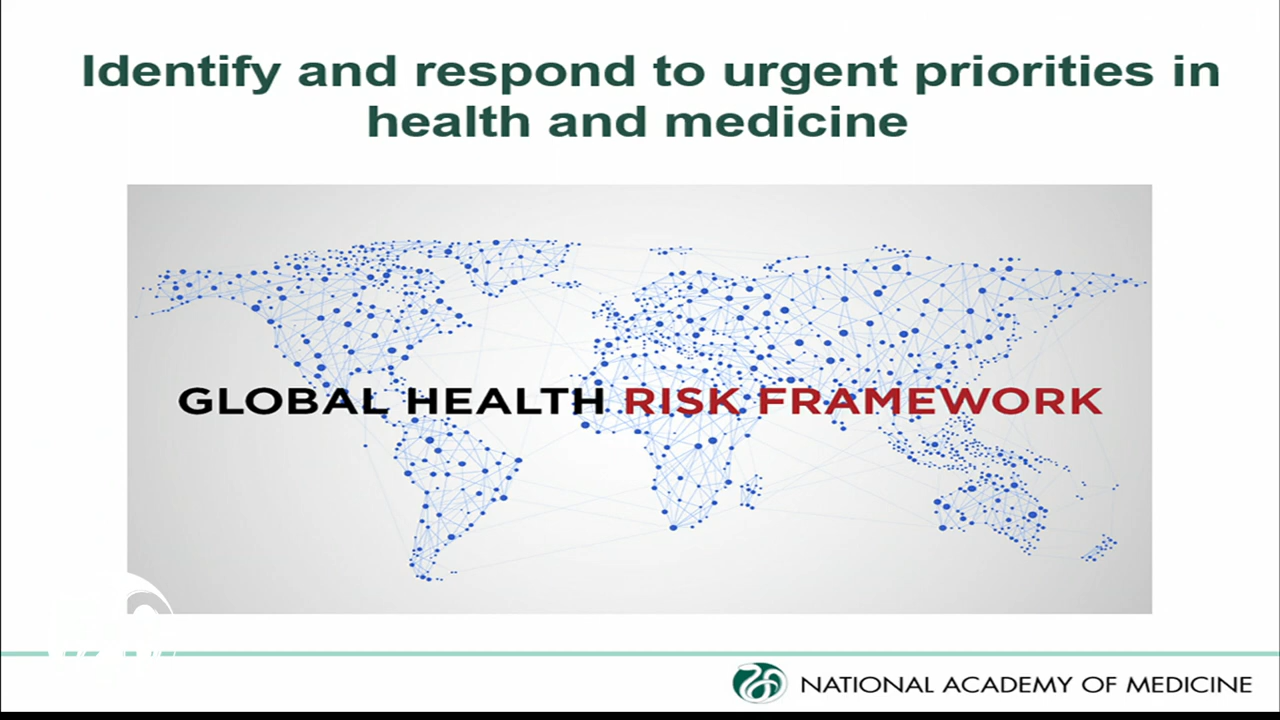 Identify and respond to urgent priorities in
health and medicine
GLOBAL HEALTH RISK FRAMEWORK
NATIONAL ACADEMY OF MEDICINE